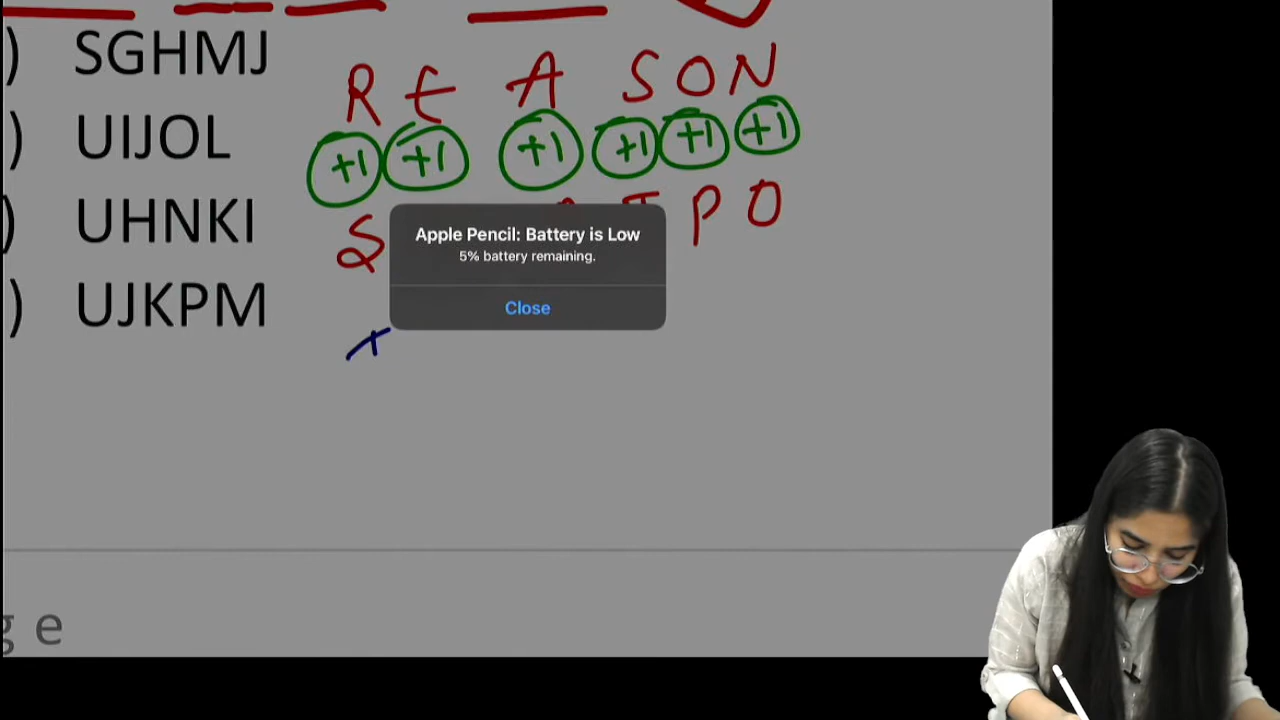 ) SGHMJ
) UIJOL
) UHNKI
) UJKPM
R E A S O N
+1 +1 +1 +1 +1 +1
S P O
Apple Pencil: Battery is Low
5% battery remaining.
Close
g e